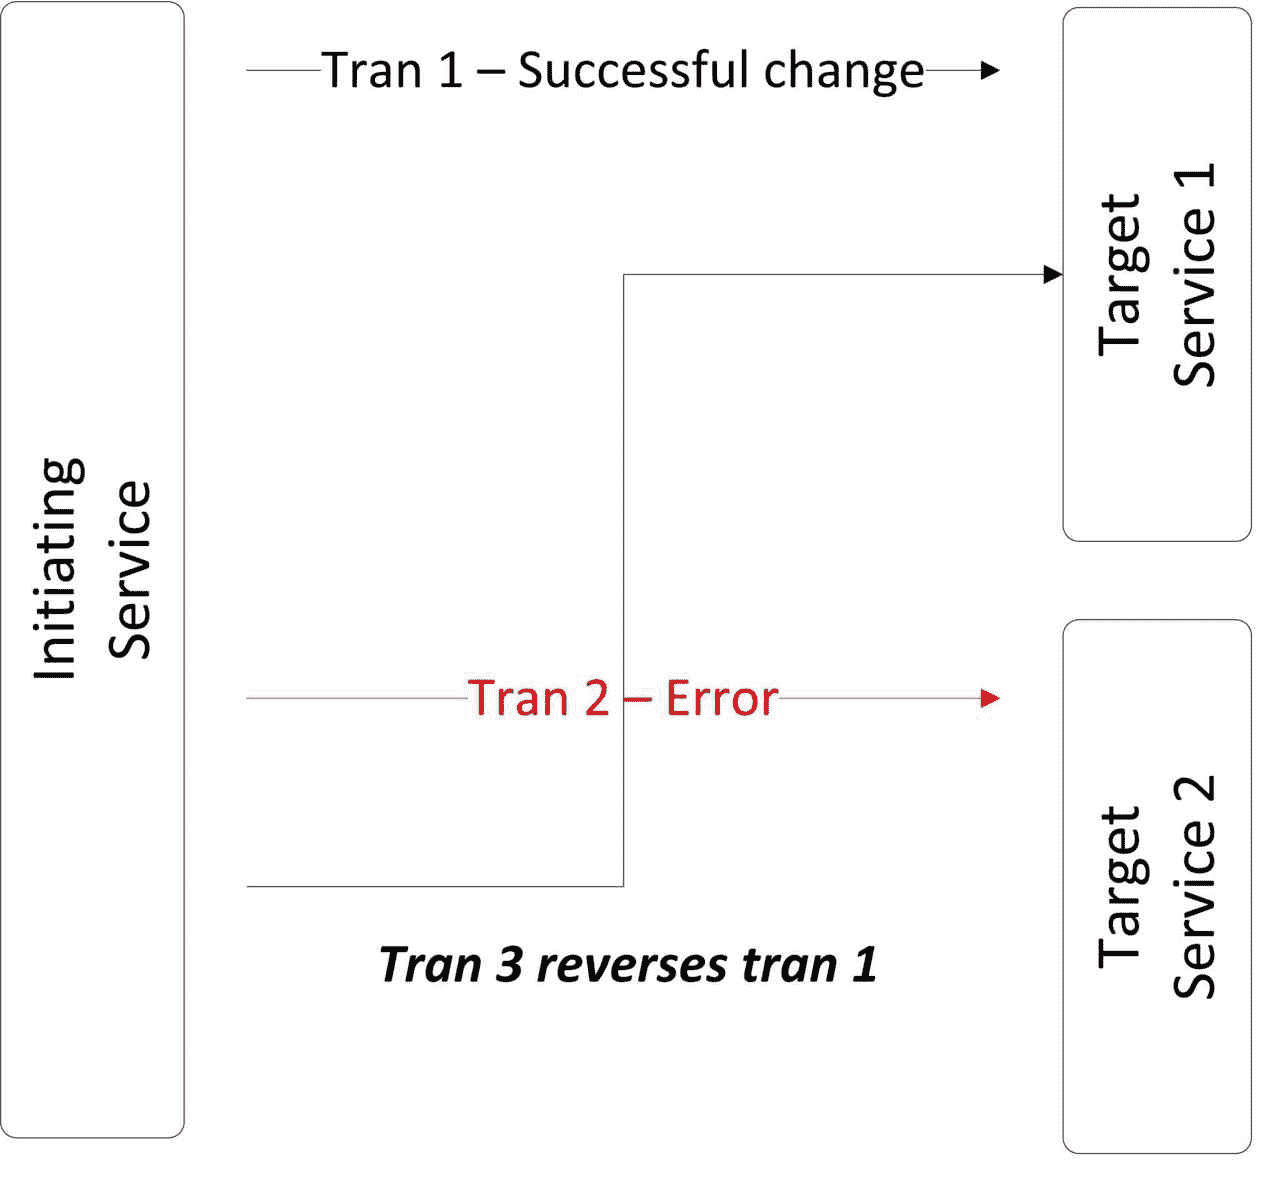 Tran 1 – Successful change
Initiating
Service
Target
Service 1
Tran 2 – Error
Target
Service 2
Tran 3 reverses tran 1